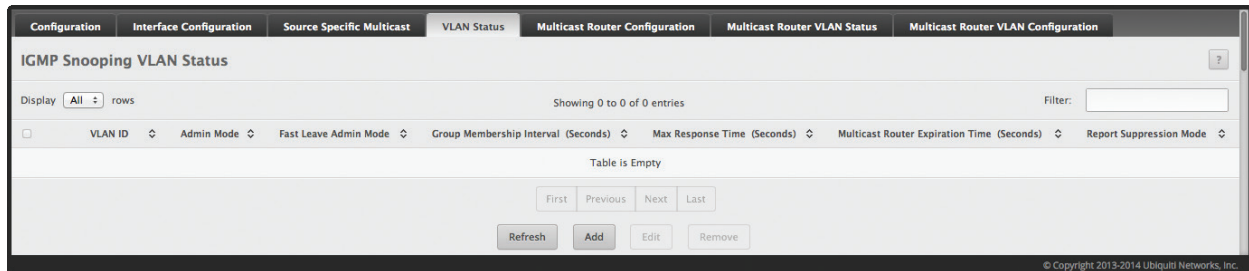 Configuration Interface Configuration Source Specific Multicast VLAN Status Multicast Router Configuration Multicast Router VLAN Status Multicast Router VLAN Configuration
IGMP Snooping VLAN Status ?
Display All rows Showing 0 to 0 of 0 entries Filter:
VLAN ID Admin Mode Fast Leave Admin Mode Group Membership Interval (Seconds) Max Response Time (Seconds) Multicast Router Expiration Time (Seconds) Report Suppression Mode
Table is Empty
First Previous Next Last
Refresh Add Edit Remove
© Copyright 2013-2014 Ubiquiti Networks, Inc.